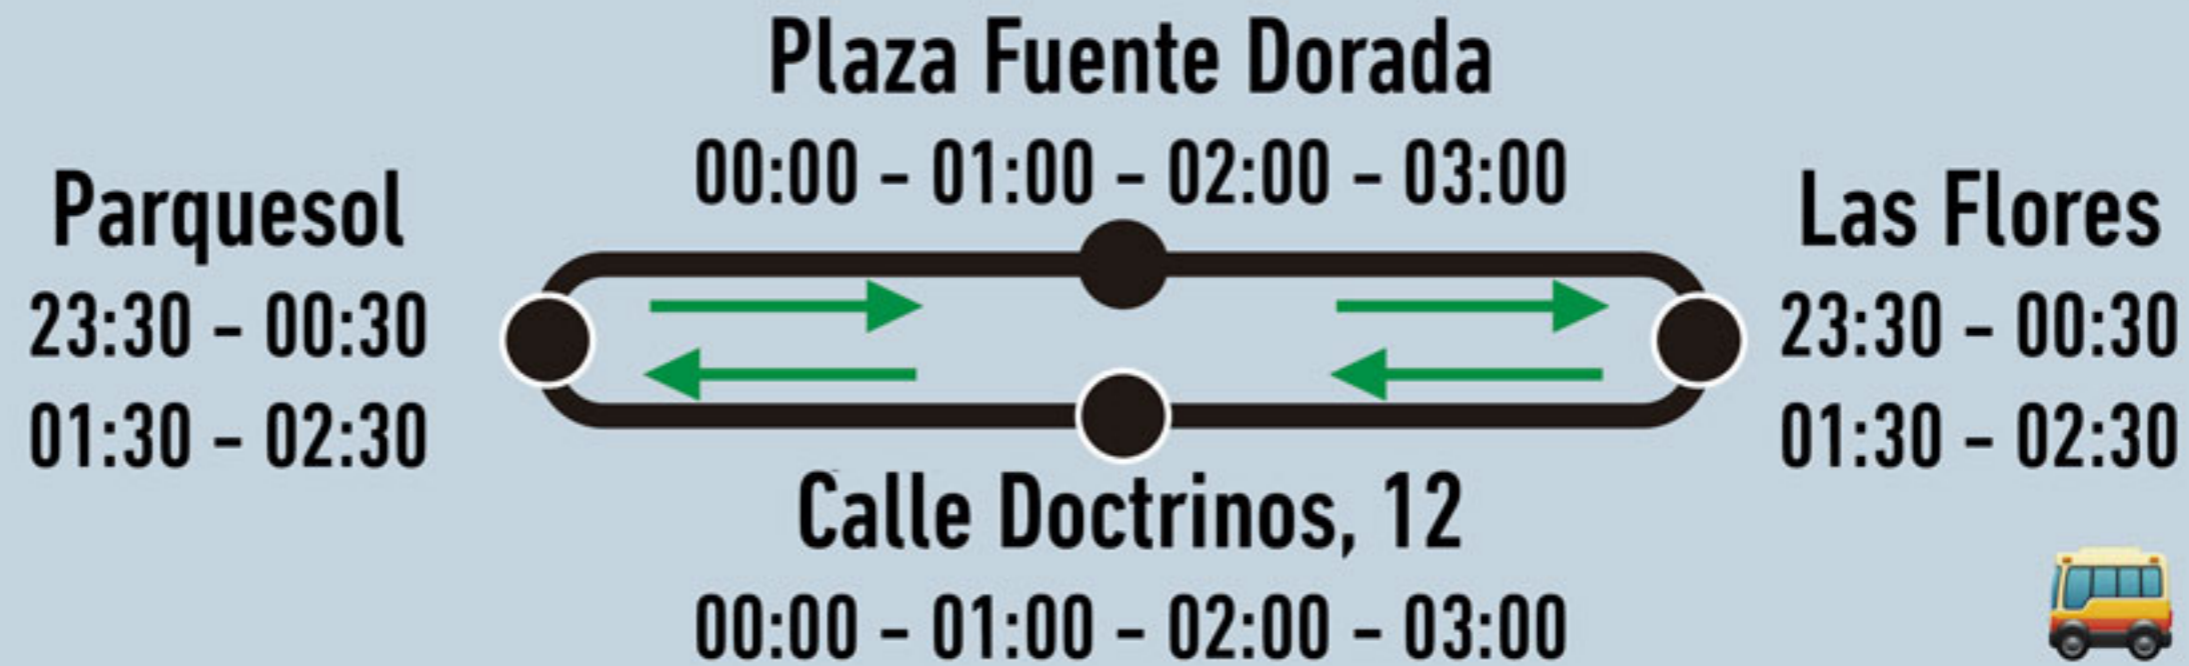 Plaza Fuente Dorada
00:00 - 01:00 - 02:00 - 03:00
Parquesol
23:30 - 00:30
01:30 - 02:30
Las Flores
23:30 - 00:30
01:30 - 02:30
Calle Doctrinos, 12
00:00 - 01:00 - 02:00 - 03:00